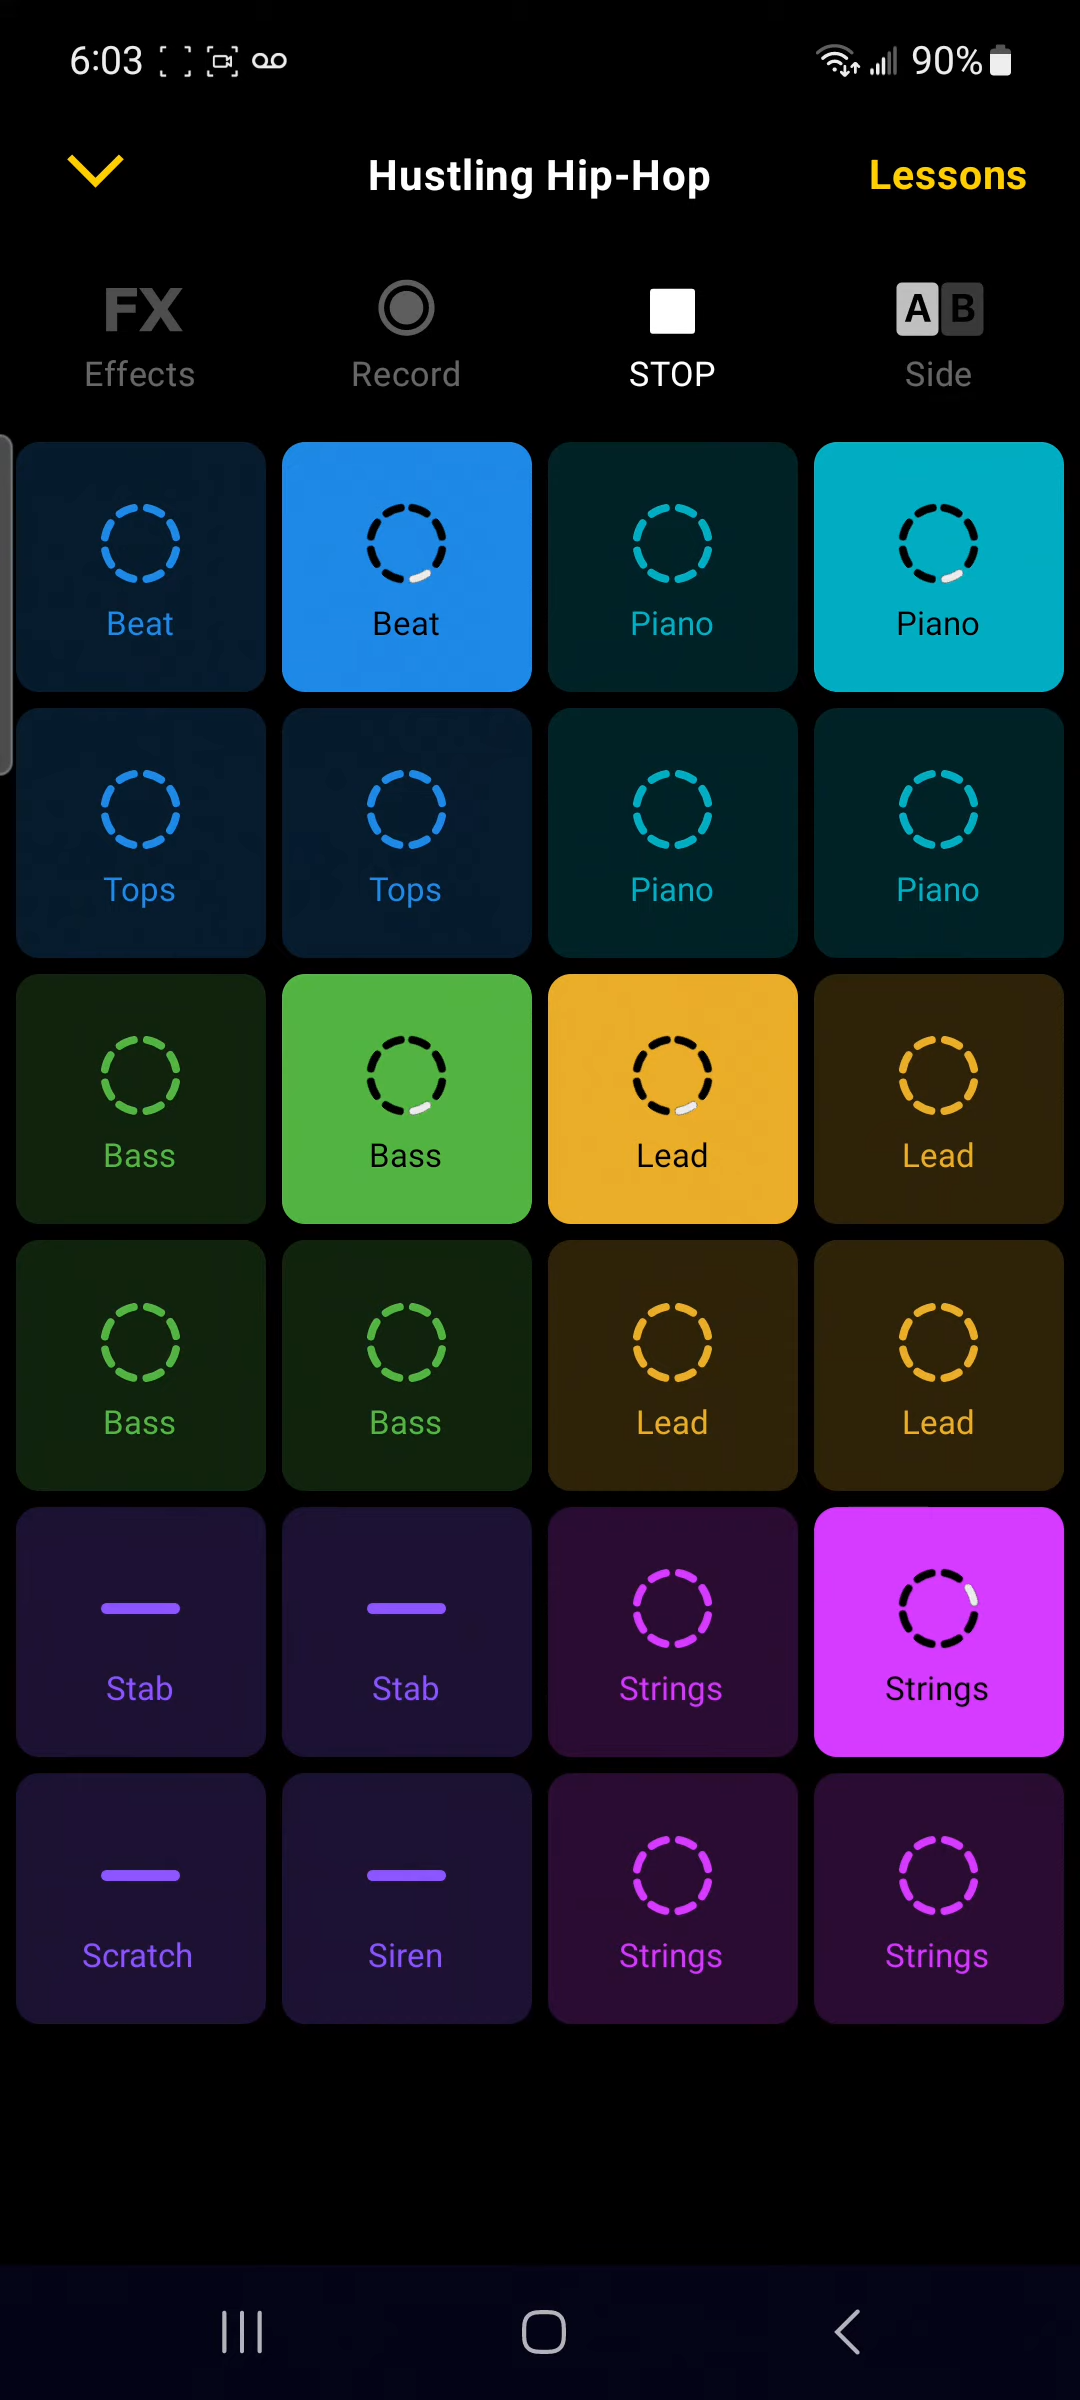 6:03 90%
Hustling Hip-Hop Lessons
FX A B
Effects Record STOP Side
Beat Beat Piano Piano
Tops Tops Piano Piano
Bass Bass Lead Lead
Bass Bass Lead Lead
Stab Stab Strings Strings
Scratch Siren Strings Strings